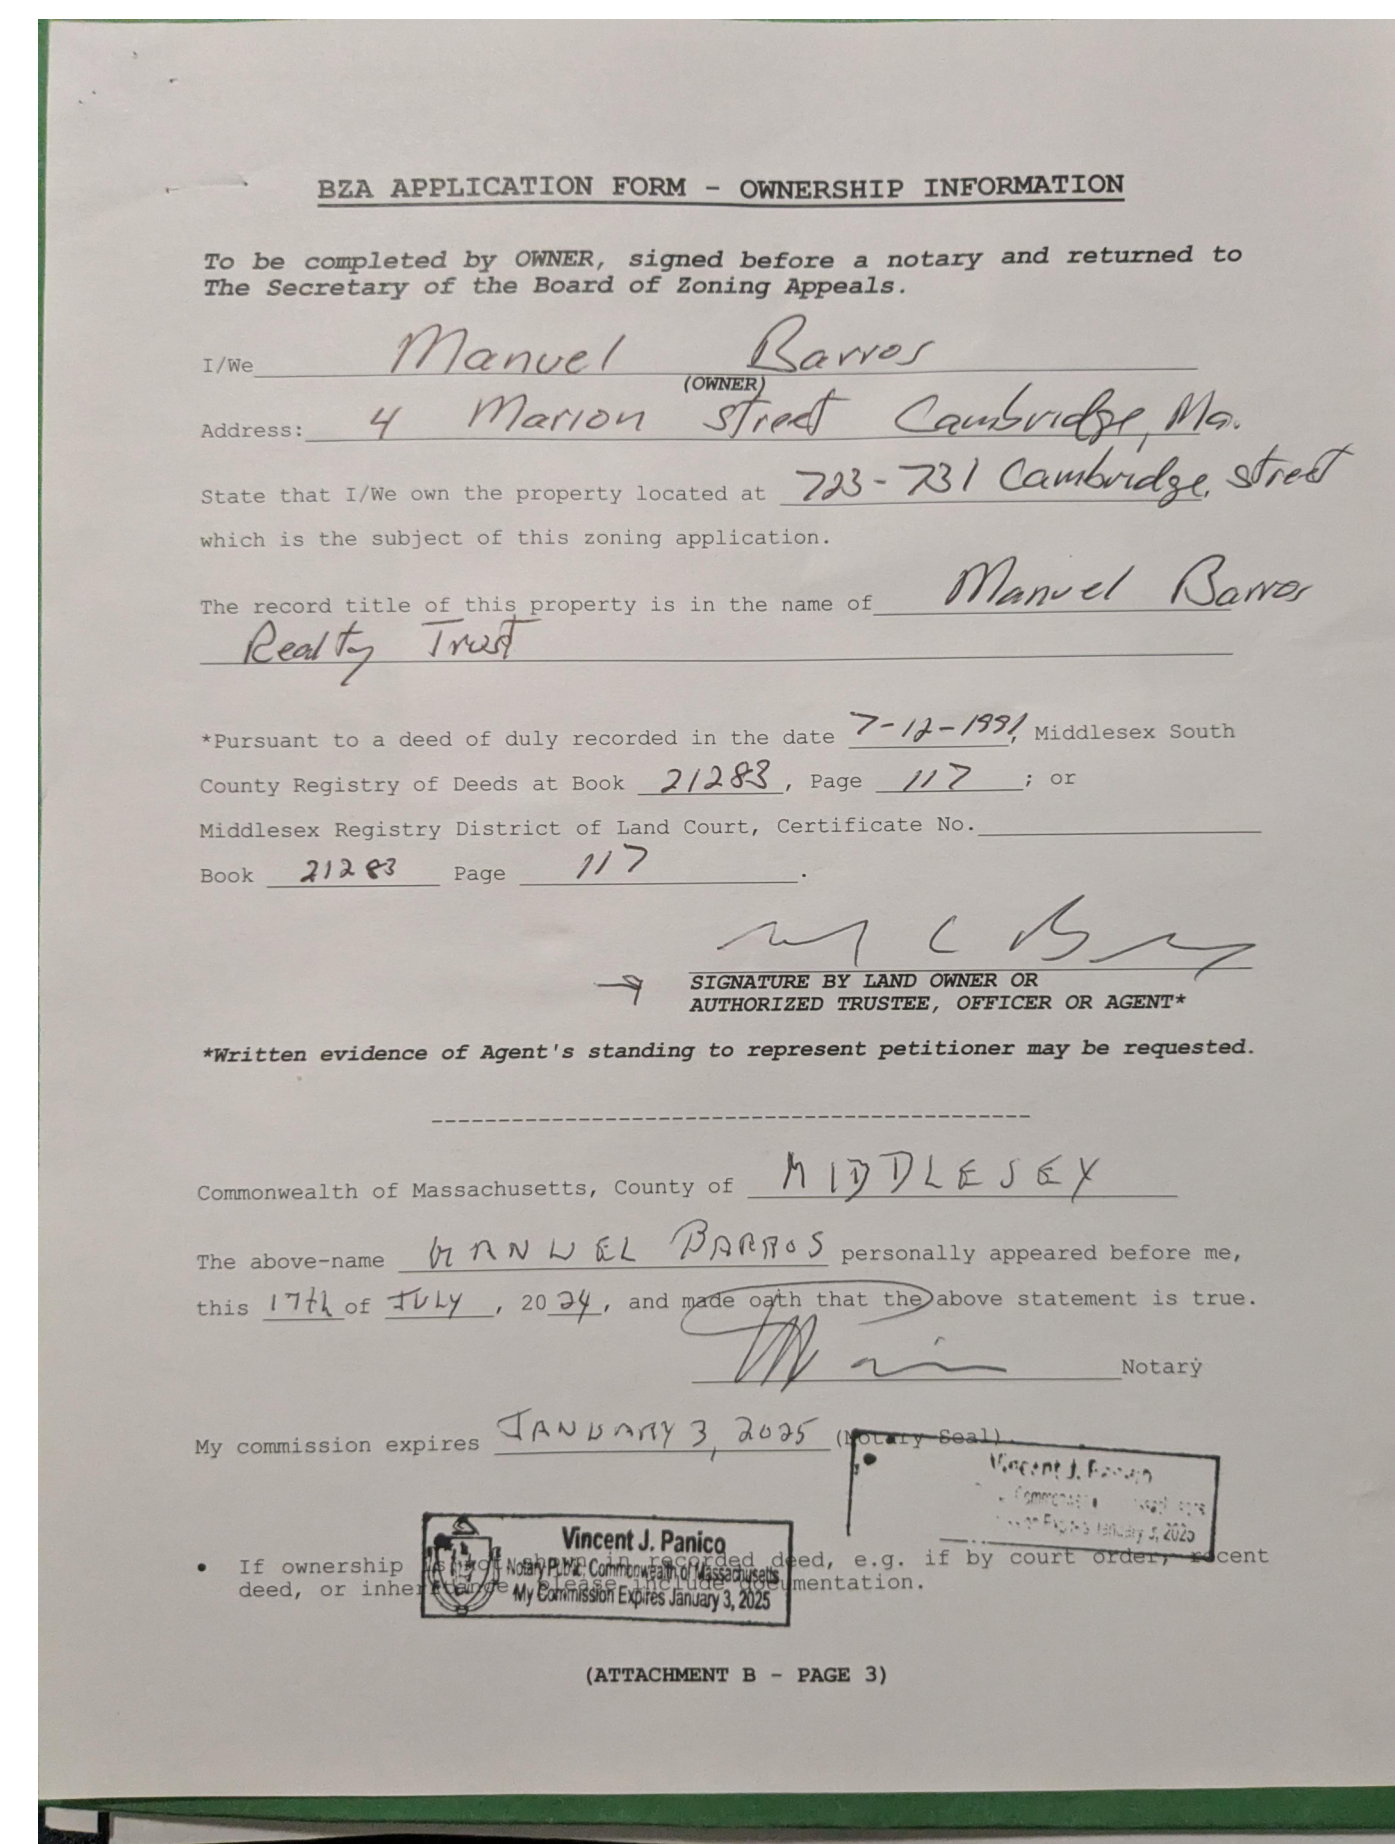 BZA APPLICATION FORM - OWNERSHIP INFORMATION
To be completed by OWNER, signed before a notary and returned to
The Secretary of the Board of Zoning Appeals.
I/We Manuel Barros
(OWNER)
Address: 4 Marion street Cambridge, Ma.
State that I/We own the property located at 723-731 Cambridge, street
which is the subject of this zoning application.
The record title of this property is in the name of Manuel Barros
Realty Trust
*Pursuant to a deed of duly recorded in the date 7-12-1991, Middlesex South
County Registry of Deeds at Book 21283, Page 117; or
Middlesex Registry District of Land Court, Certificate No.
Book 21283 Page 117.
SIGNATURE BY LAND OWNER OR
AUTHORIZED TRUSTEE, OFFICER OR AGENT*
*Written evidence of Agent's standing to represent petitioner may be requested.
Commonwealth of Massachusetts, County of MIDDLESEX
The above-name MANUEL BARROS personally appeared before me,
this 17th of JULY, 2024, and made oath that the above statement is true.
Notary
My commission expires JANUARY 3, 2025 (Notary Seal).
Vincent J. Panico
Commission Expires January 3, 2025
Vincent J. Panico
Notary Public, Commonwealth of Massachusetts
My Commission Expires January 3, 2025
• If ownership recorded deed, e.g. if by court order, recent
deed, or inheritance, please include documentation.
(ATTACHMENT B - PAGE 3)